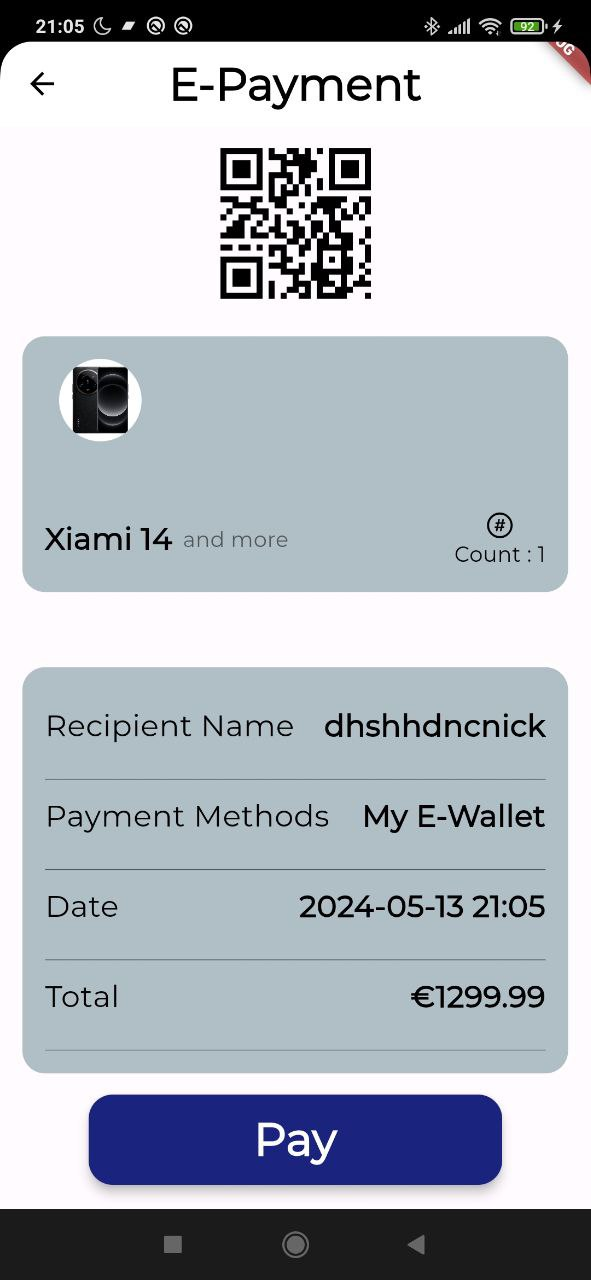 21:05
92
E-Payment
#
Xiami 14 and more
Count : 1
Recipient Name dhshhdncnick
Payment Methods My E-Wallet
Date 2024-05-13 21:05
Total €1299.99
Pay